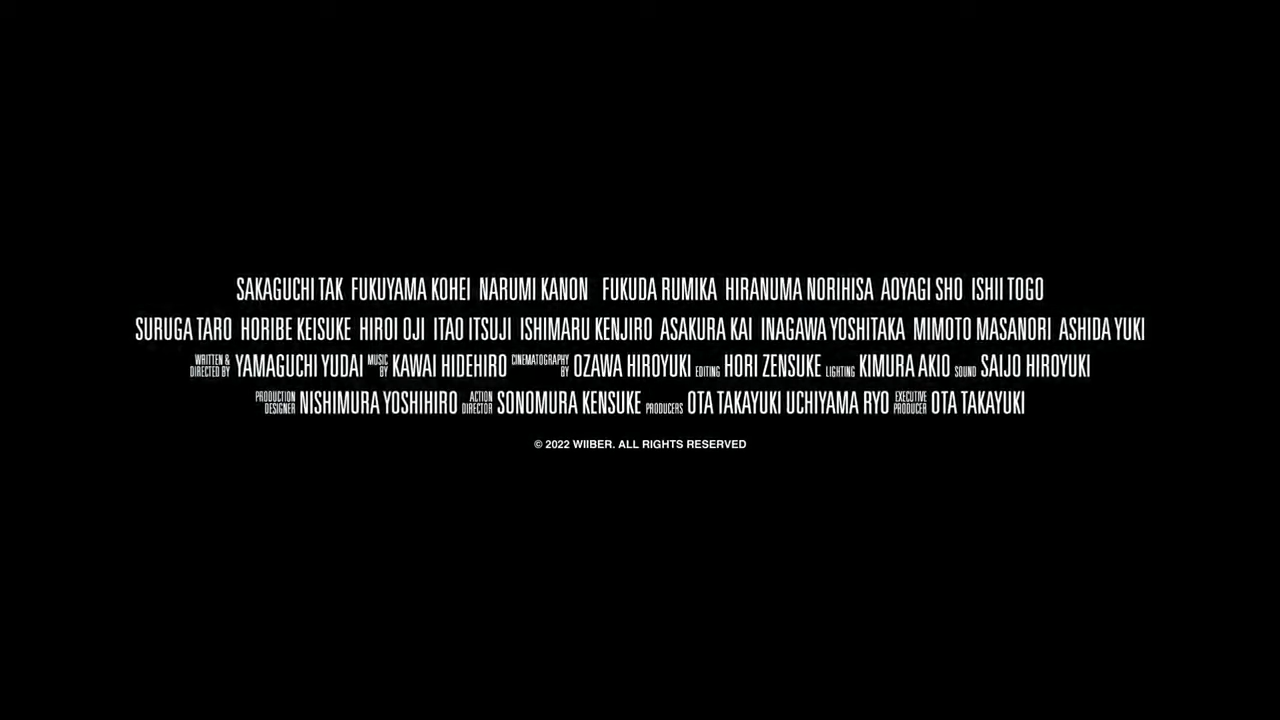 SAKAGUCHI TAK FUKUYAMA KOHEI NARUMI KANON FUKUDA RUMIKA HIRANUMA NORIHISA AOYAGI SHO ISHII TOGO
SURUGA TARO HORIBE KEISUKE HIROI OJI ITAO ITSUJI ISHIMARU KENJIRO ASAKURA KAI INAGAWA YOSHITAKA MIMOTO MASANORI ASHIDA YUKI
WRITTEN & DIRECTED BY YAMAGUCHI YUDAI MUSIC BY KAWAI HIDEHIRO CINEMATOGRAPHY BY OZAWA HIROYUKI EDITING HORI ZENSUKE LIGHTING KIMURA AKIO SOUND SAIJO HIROYUKI
PRODUCTION DESIGNER NISHIMURA YOSHIHIRO ACTION DIRECTOR SONOMURA KENSUKE PRODUCERS OTA TAKAYUKI UCHIYAMA RYO EXECUTIVE PRODUCER OTA TAKAYUKI
© 2022 WIIBER. ALL RIGHTS RESERVED